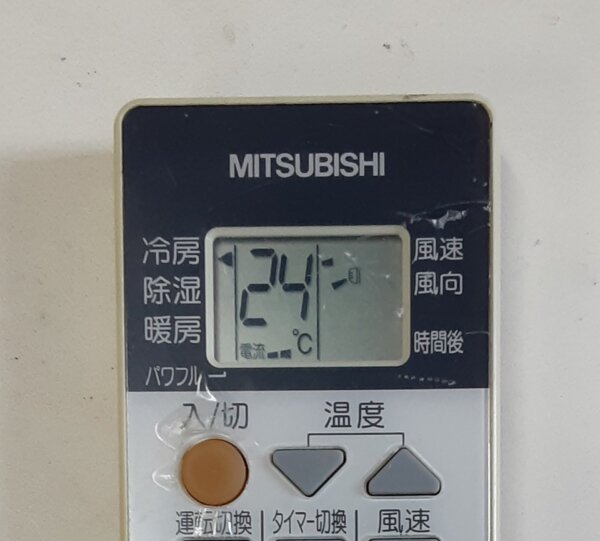 MITSUBISHI
冷房
除湿
暖房
パワフル
24
℃
電流
風速
風向
時間後
入/切
温度
運転切換
タイマー切換
風速